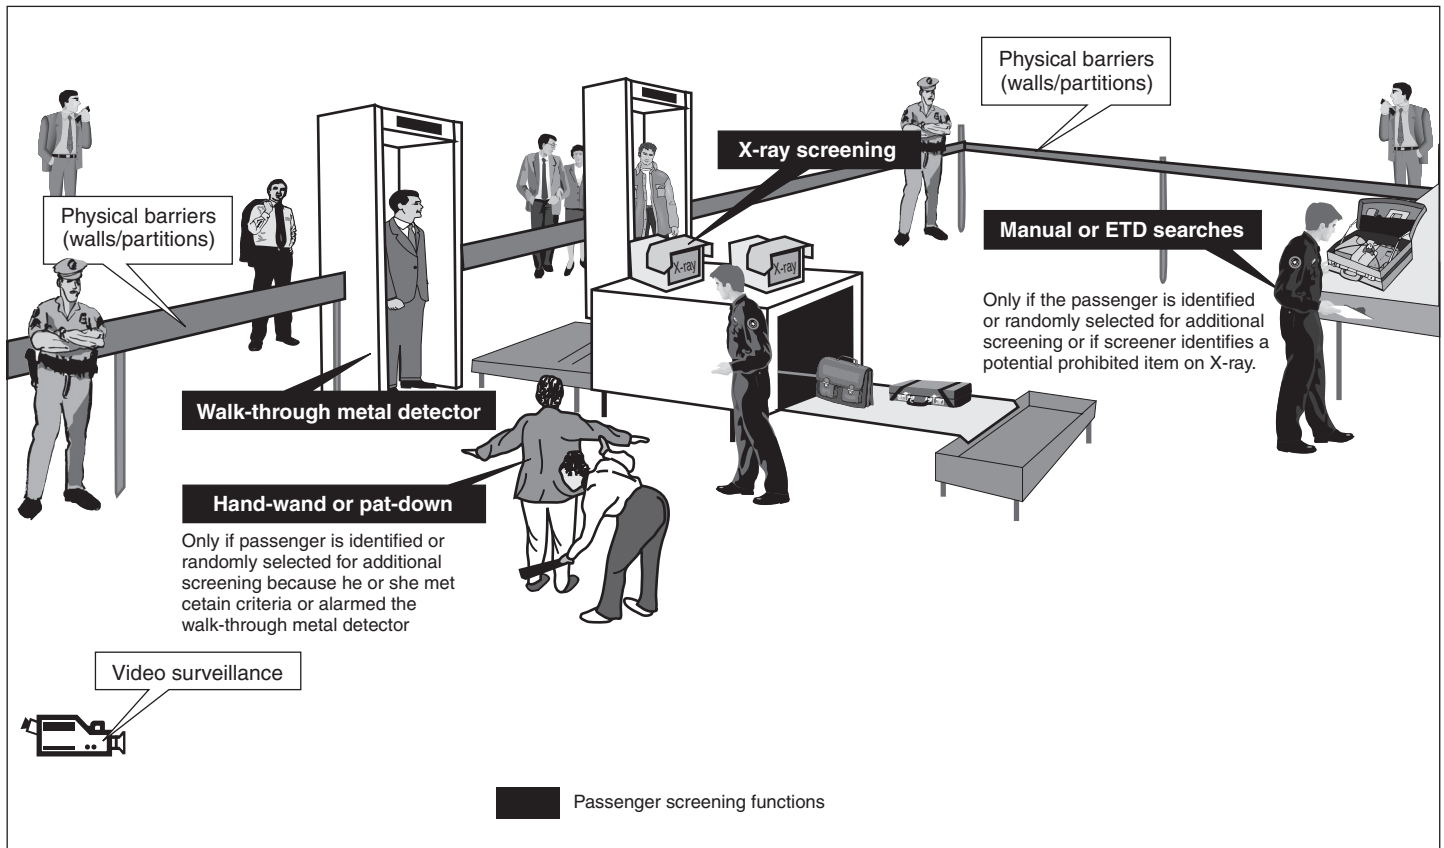 Physical barriers
(walls/partitions)
X-ray screening
Physical barriers
(walls/partitions)
Manual or ETD searches
X-ray
X-ray
Only if the passenger is identified
or randomly selected for additional
screening or if screener identifies a
potential prohibited item on X-ray.
Walk-through metal detector
Hand-wand or pat-down
Only if passenger is identified or
randomly selected for additional
screening because he or she met
cetain criteria or alarmed the
walk-through metal detector
Video surveillance
Passenger screening functions